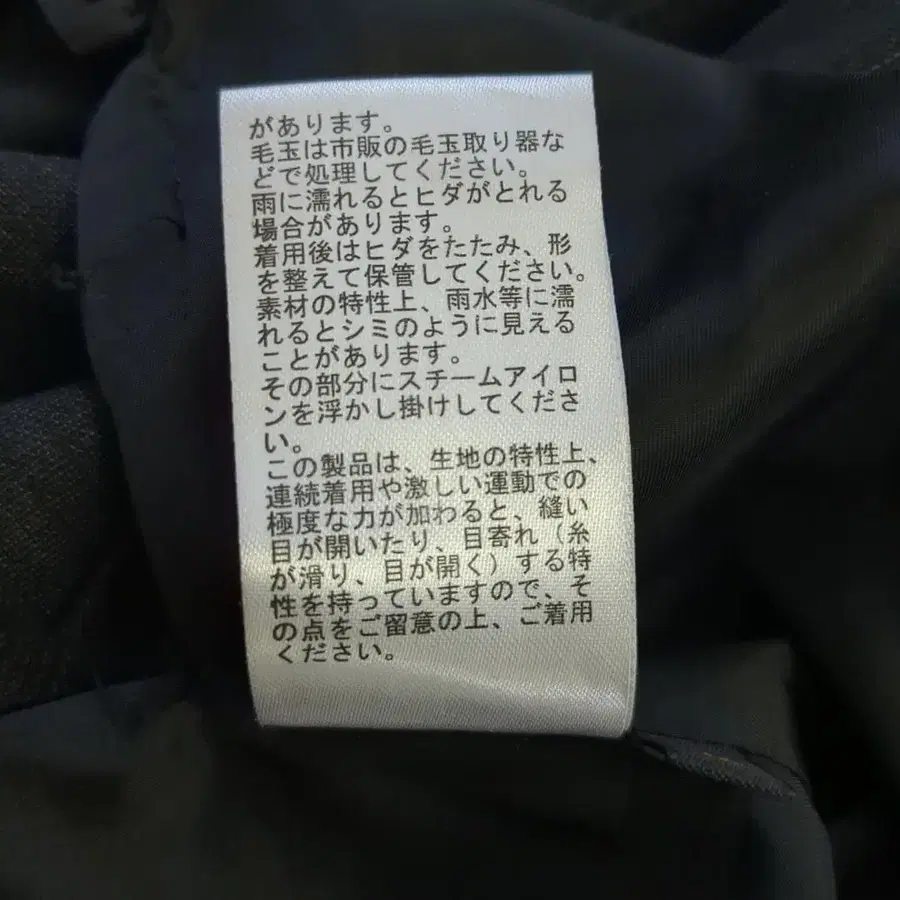 があります。
毛玉は市販の毛玉取り器な
どで処理してください。
雨に濡れるとヒダがとれる
場合があります。
着用後はヒダをたたみ、形
を整えて保管してください。
素材の特性上、雨水等に濡
れるとシミのように見える
ことがあります。
その部分にスチームアイロ
ンを浮かし掛けしてくださ
い。
この製品は、生地の特性上、
連続着用や激しい運動での
極度な力が加わると、縫い
目が開いたり、目寄れ（糸
が滑り、目が開く）する特
性を持っていますので、そ
の点をご留意の上、ご着用
ください。